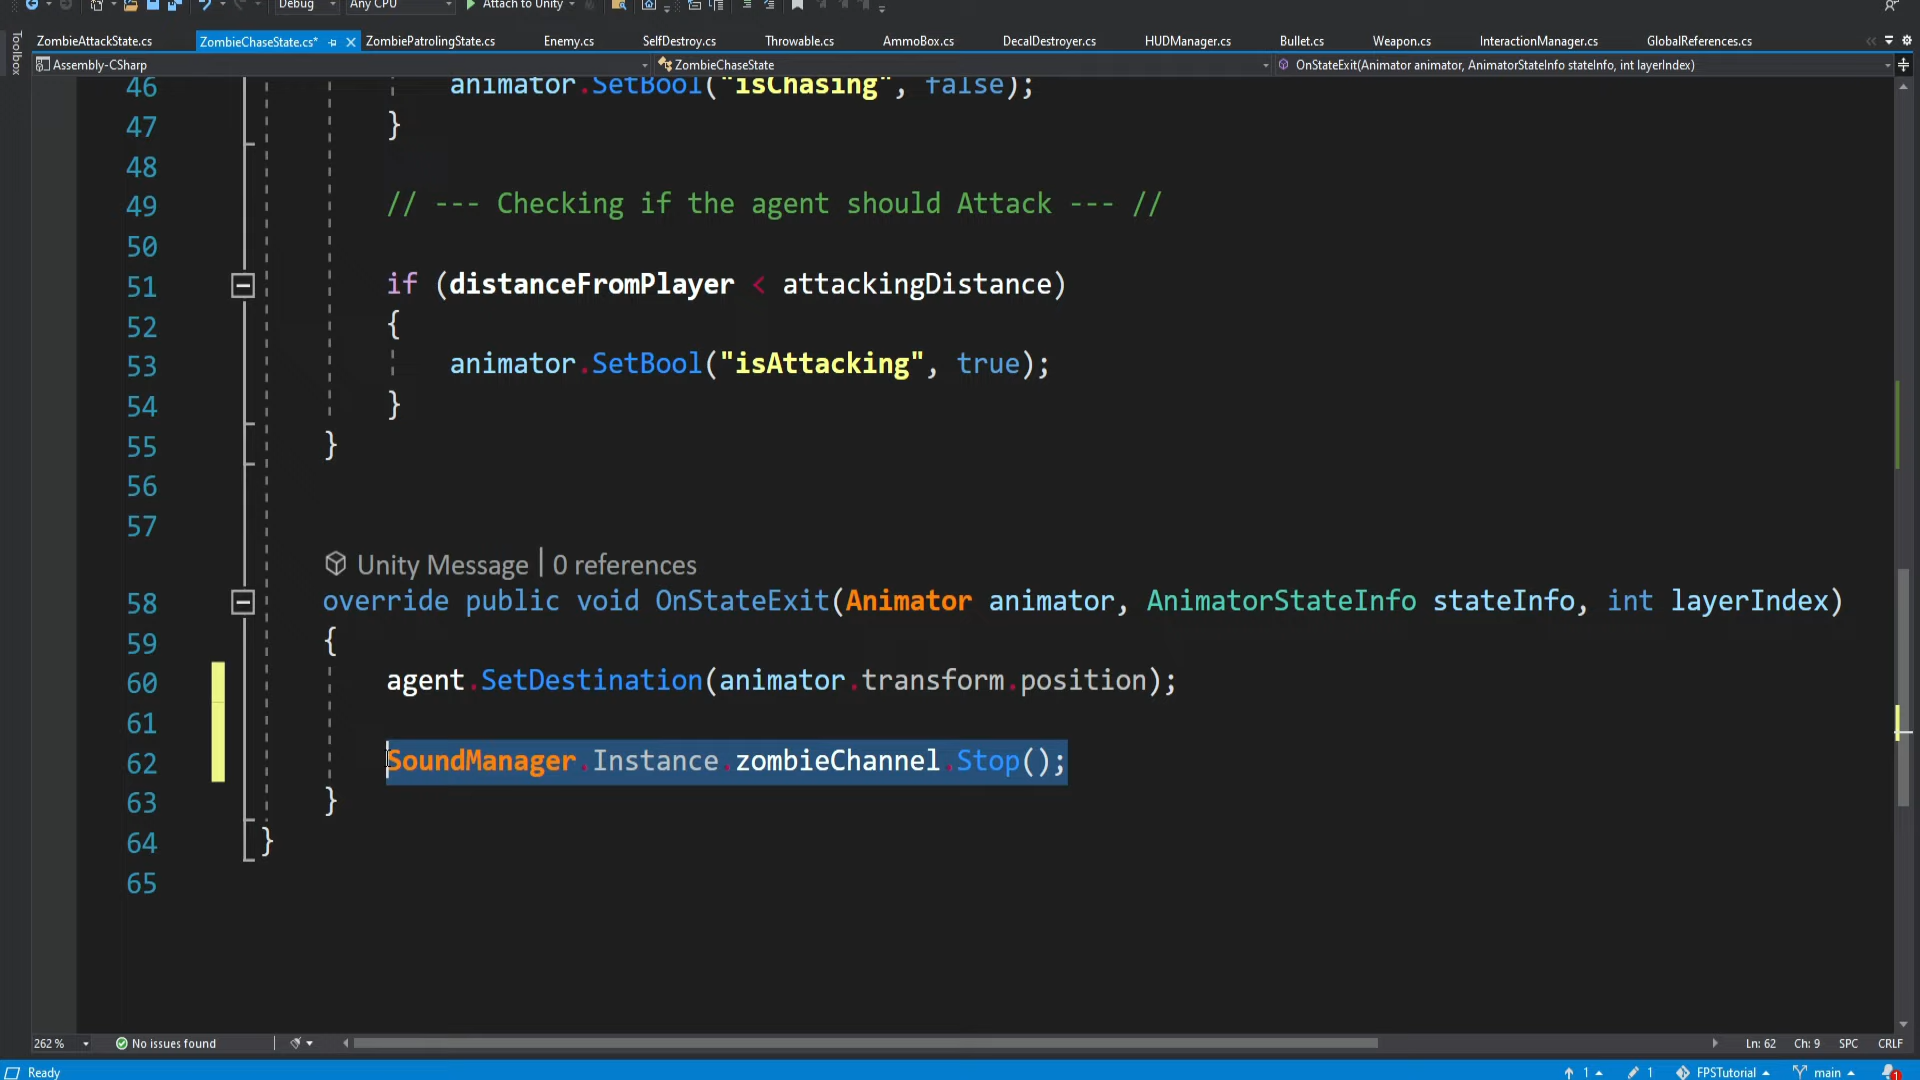 Debug Any CPU Attach to Unity
ZombieAttackState.cs ZombieChaseState.cs* ZombiePatrolingState.cs Enemy.cs SelfDestroy.cs Throwable.cs AmmoBox.cs DecalDestroyer.cs HUDManager.cs Bullet.cs Weapon.cs InteractionManager.cs GlobalReferences.cs
Toolbox
Assembly-CSharp ZombieChaseState OnStateExit(Animator animator, AnimatorStateInfo stateInfo, int layerIndex)
46 animator.SetBool("isChasing", false);
47 }
48
49 // --- Checking if the agent should Attack --- //
50
51 if (distanceFromPlayer < attackingDistance)
52 {
53 animator.SetBool("isAttacking", true);
54 }
55 }
56
57
Unity Message | 0 references
58 override public void OnStateExit(Animator animator, AnimatorStateInfo stateInfo, int layerIndex)
59 {
60 agent.SetDestination(animator.transform.position);
61
62 SoundManager.Instance.zombieChannel.Stop();
63 }
64 }
65
262 % No issues found Ln: 62 Ch: 9 SPC CRLF
Ready 1 1 FPSTutorial main 1